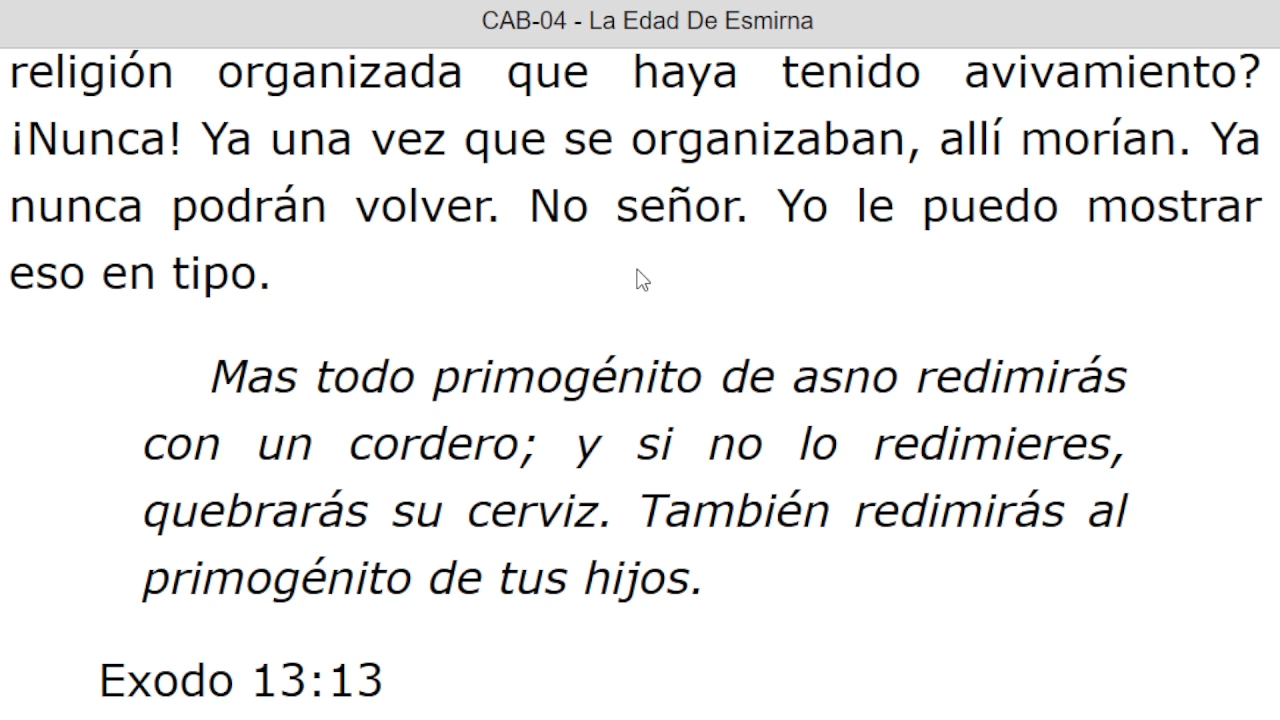 CAB-04 - La Edad De Esmirna
religión organizada que haya tenido avivamiento?
¡Nunca! Ya una vez que se organizaban, allí morían. Ya
nunca podrán volver. No señor. Yo le puedo mostrar
eso en tipo.
Mas todo primogénito de asno redimirás
con un cordero; y si no lo redimieres,
quebrarás su cerviz. También redimirás al
primogénito de tus hijos.
Exodo 13:13